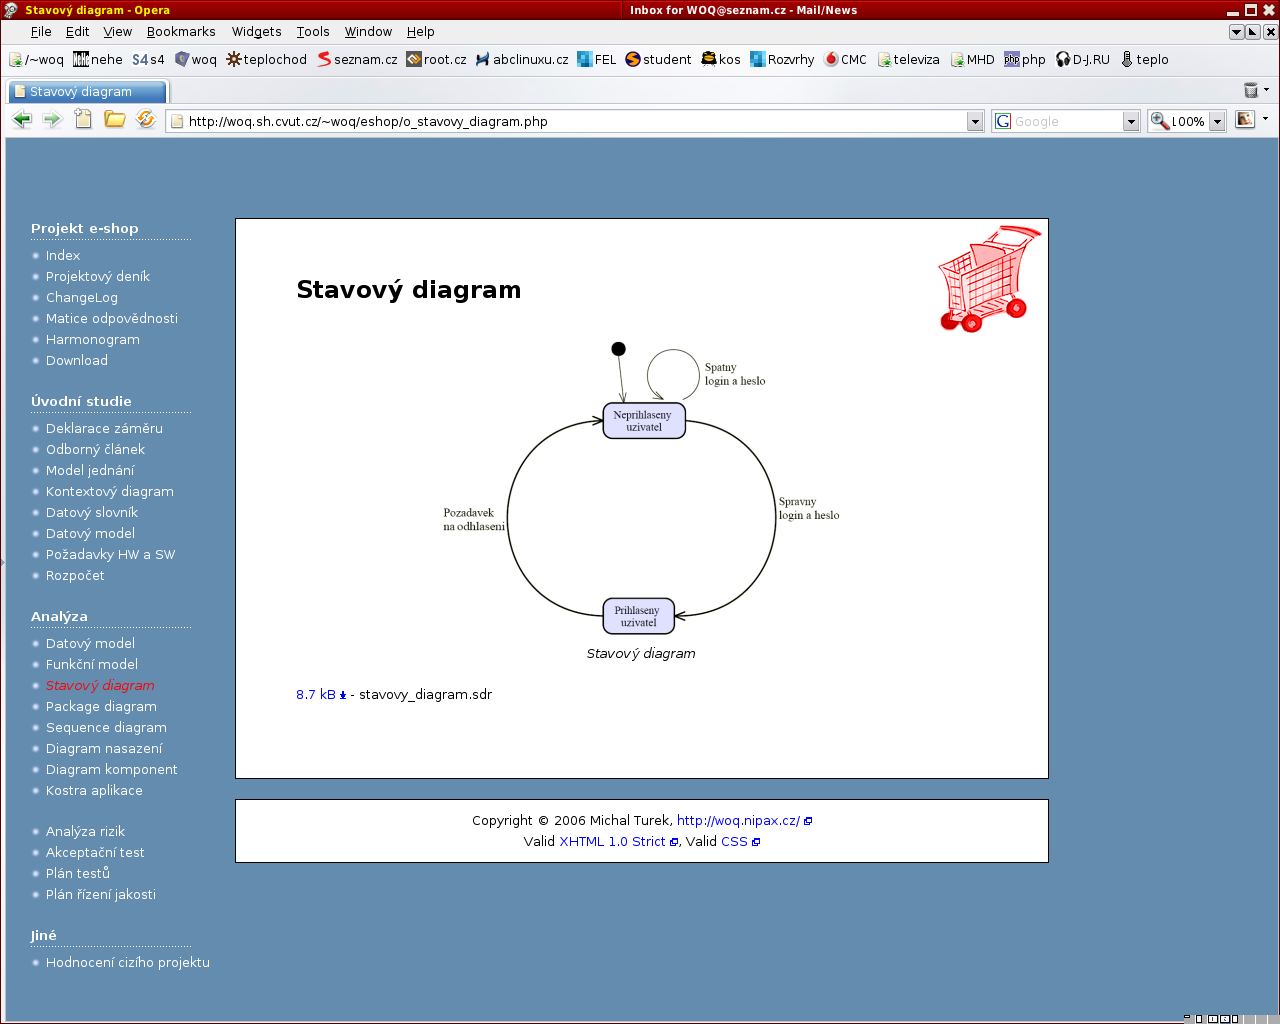 Stavový diagram - Opera
Inbox for WOQ@seznam.cz - Mail/News
File Edit View Bookmarks Widgets Tools Window Help
/~woq nehe S4 s4 woq teplochod seznam.cz root.cz abclinuxu.cz FEL student kos Rozvrhy CMC televiza MHD php php D-J.RU teplo
Stavový diagram
http://woq.sh.cvut.cz/~woq/eshop/o_stavovy_diagram.php
G Google
100%
Projekt e-shop
Index
Projektový deník
ChangeLog
Matice odpovědnosti
Harmonogram
Download
Úvodní studie
Deklarace záměru
Odborný článek
Model jednání
Kontextový diagram
Datový slovník
Datový model
Požadavky HW a SW
Rozpočet
Analýza
Datový model
Funkční model
Stavový diagram
Package diagram
Sequence diagram
Diagram nasazení
Diagram komponent
Kostra aplikace
Analýza rizik
Akceptační test
Plán testů
Plán řízení jakosti
Jiné
Hodnocení cizího projektu
Stavový diagram
Spatny
login a heslo
Neprihlaseny
uzivatel
Pozadavek
na odhlaseni
Spravny
login a heslo
Prihlaseny
uzivatel
Stavový diagram
8.7 kB - stavovy_diagram.sdr
Copyright © 2006 Michal Turek, http://woq.nipax.cz/
Valid XHTML 1.0 Strict, Valid CSS